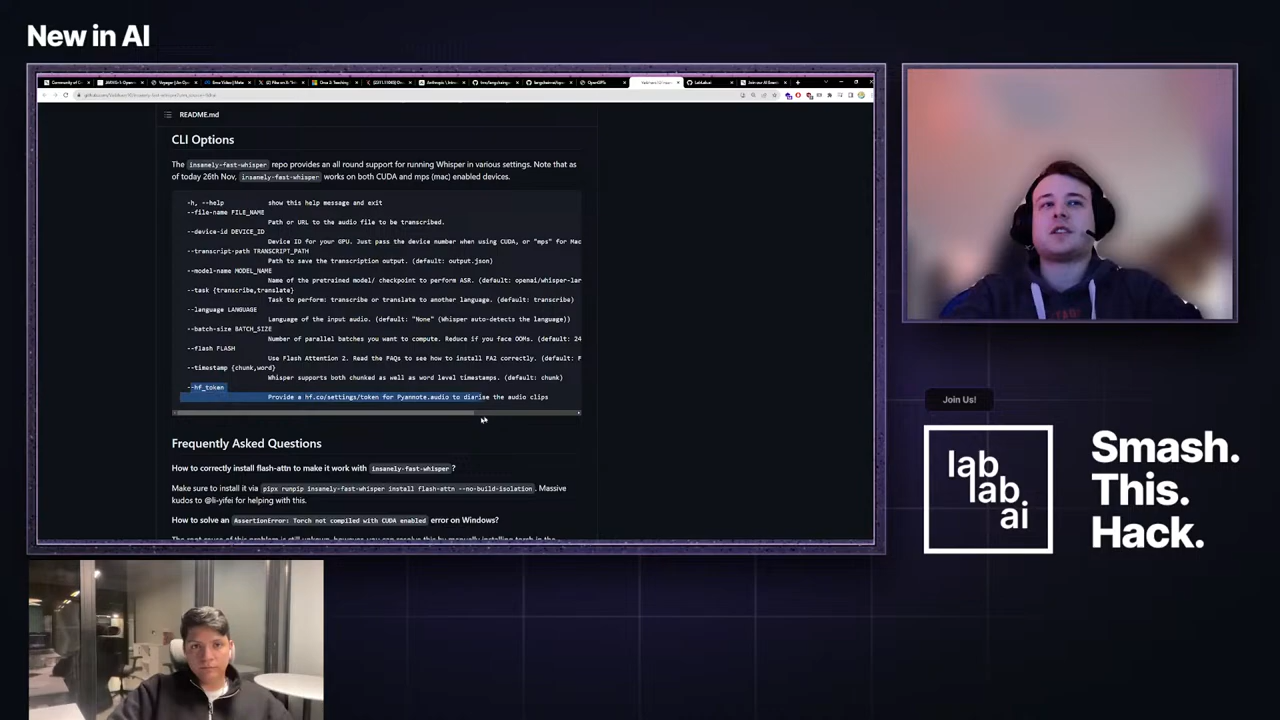 New in AI
README.md
CLI Options
The insanely-fast-whisper repo provides an all round support for running Whisper in various settings. Note that as
of today 26th Nov, insanely-fast-whisper works on both CUDA and mps (mac) enabled devices.
-h, --help show this help message and exit
--file-name FILE_NAME
Path or URL to the audio file to be transcribed.
--device-id DEVICE_ID
Device ID for your GPU. Just pass the device number when using CUDA, or "mps" for Mac
--transcript-path TRANSCRIPT_PATH
Path to save the transcription output. (default: output.json)
--model-name MODEL_NAME
Name of the pretrained model/ checkpoint to perform ASR. (default: openai/whisper-lar
--task {transcribe,translate}
Task to perform: transcribe or translate to another language. (default: transcribe)
--language LANGUAGE
Language of the input audio. (default: "None" (Whisper auto-detects the language))
--batch-size BATCH_SIZE
Number of parallel batches you want to compute. Reduce if you face OOMs. (default: 24
--flash FLASH
Use Flash Attention 2. Read the FAQs to see how to install FA2 correctly. (default: F
--timestamp {chunk,word}
Whisper supports both chunked as well as word level timestamps. (default: chunk)
--hf_token
Provide a hf.co/settings/token for Pyannote.audio to diarise the audio clips
Frequently Asked Questions
How to correctly install flash-attn to make it work with insanely-fast-whisper ?
Make sure to install it via pipx runpip insanely-fast-whisper install flash-attn --no-build-isolation. Massive
kudos to @li-yifei for helping with this.
How to solve an AssertionError: Torch not compiled with CUDA enabled error on Windows?
Join Us!
lab
lab
.ai
Smash.
This.
Hack.